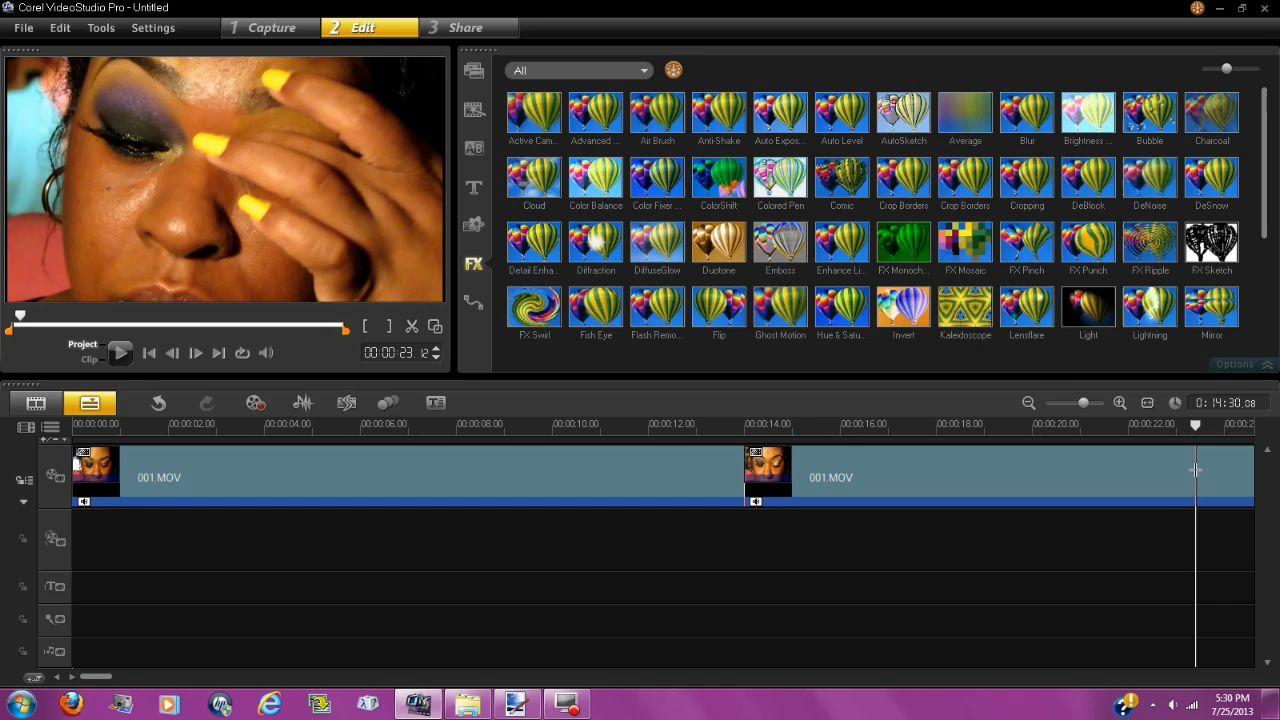 Corel VideoStudio Pro - Untitled
File Edit Tools Settings 1 Capture 2 Edit 3 Share
All
Active Cam... Advanced ... Air Brush Anti-Shake Auto Expos... Auto Level AutoSketch Average Blur Brightness ... Bubble Charcoal
Cloud Color Balance Color Fixer ... ColorShift Colored Pen Comic Crop Borders Crop Borders Cropping DeBlock DeNoise DeSnow
Detail Enha... Diffraction DiffuseGlow Duotone Emboss Enhance Li... FX Monoch... FX Mosaic FX Pinch FX Punch FX Ripple FX Sketch
FX Swirl Fish Eye Flash Remo... Flip Ghost Motion Hue & Satu... Invert Kaleidoscope Lensflare Light Lightning Mirror
AB
T
FX
Project
Clip
00:00:23.12
Options
0:14:30.08
00:00:00.00 00:00:02.00 00:00:04.00 00:00:06.00 00:00:08.00 00:00:10.00 00:00:12.00 00:00:14.00 00:00:16.00 00:00:18.00 00:00:20.00 00:00:22.00 00:00:2
001.MOV 001.MOV
5:30 PM
7/25/2013